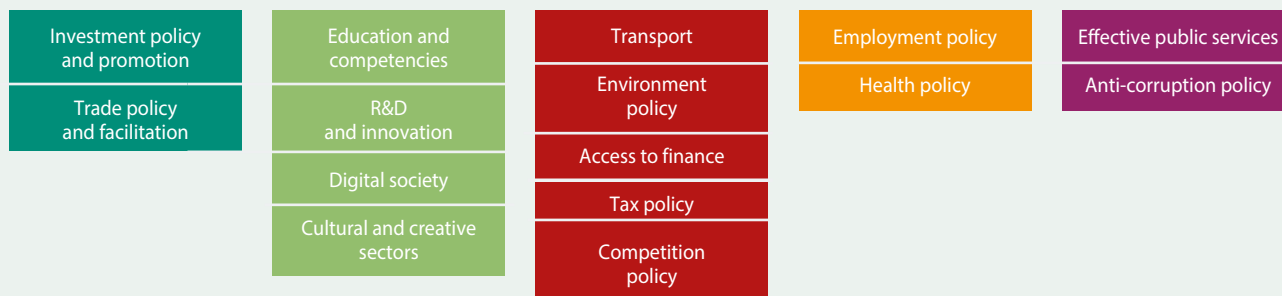 Investment policy
and promotion
Trade policy
and facilitation
Education and
competencies
R&D
and innovation
Digital society
Cultural and creative
sectors
Transport
Environment
policy
Access to finance
Tax policy
Competition
policy
Employment policy
Health policy
Effective public services
Anti-corruption policy